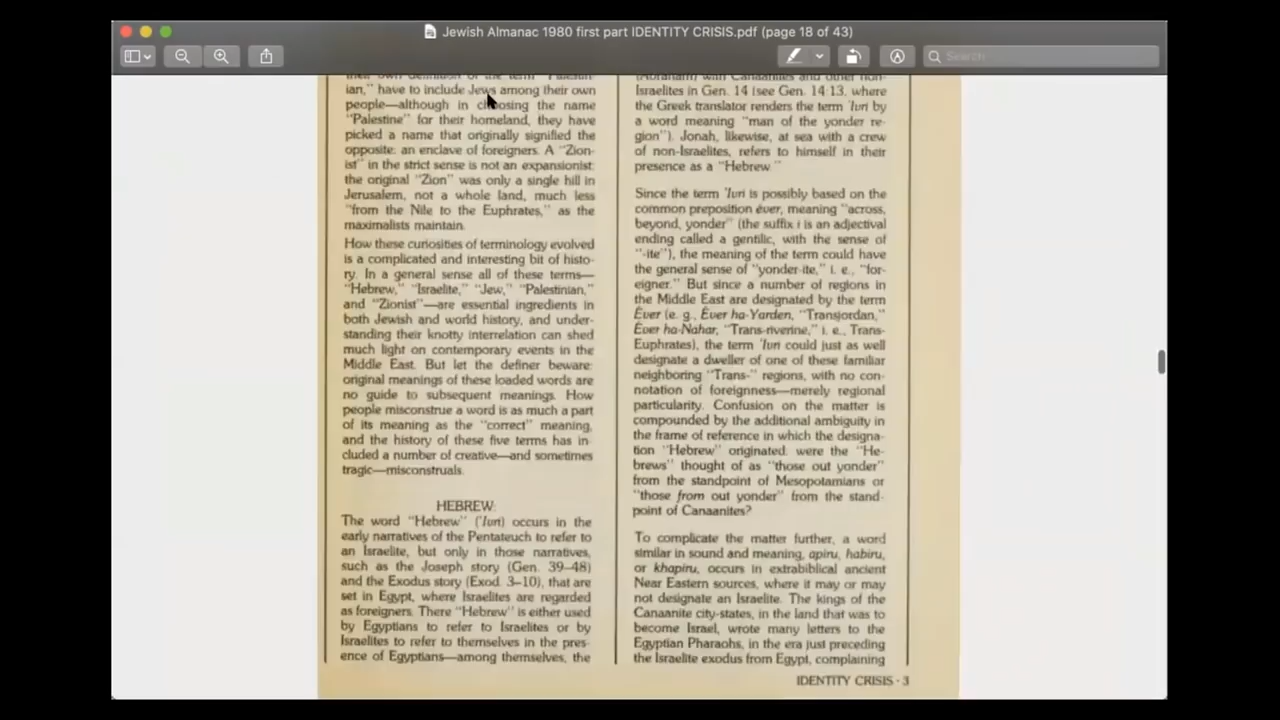 Jewish Almanac 1980 first part IDENTITY CRISIS.pdf (page 18 of 43)
Search
their own definition of the term "Palestin-
ian," have to include Jews among their own
people—although in choosing the name
"Palestine" for their homeland, they have
picked a name that originally signified the
opposite: an enclave of foreigners. A "Zion-
ist" in the strict sense is not an expansionist:
the original "Zion" was only a single hill in
Jerusalem, not a whole land, much less
"from the Nile to the Euphrates," as the
maximalists maintain.
How these curiosities of terminology evolved
is a complicated and interesting bit of histo-
ry. In a general sense all of these terms—
"Hebrew," "Israelite," "Jew," "Palestinian,"
and "Zionist"—are essential ingredients in
both Jewish and world history, and under-
standing their knotty interrelation can shed
much light on contemporary events in the
Middle East. But let the definer beware:
original meanings of these loaded words are
no guide to subsequent meanings. How
people misconstrue a word is as much a part
of its meaning as the "correct" meaning,
and the history of these five terms has in-
cluded a number of creative—and sometimes
tragic—misconstruals.
HEBREW:
The word "Hebrew" ('Ivri) occurs in the
early narratives of the Pentateuch to refer to
an Israelite, but only in those narratives,
such as the Joseph story (Gen. 39–48)
and the Exodus story (Exod. 3–10), that are
set in Egypt, where Israelites are regarded
as foreigners. There "Hebrew" is either used
by Egyptians to refer to Israelites or by
Israelites to refer to themselves in the pres-
ence of Egyptians—among themselves, the
(Abraham) with Canaanites and other non-
Israelites in Gen. 14 (see Gen. 14:13, where
the Greek translator renders the term 'Ivri by
a word meaning "man of the yonder re-
gion"). Jonah, likewise, at sea with a crew
of non-Israelites, refers to himself in their
presence as a "Hebrew."
Since the term 'Ivri is possibly based on the
common preposition éver, meaning "across,
beyond, yonder" (the suffix i is an adjectival
ending called a gentilic, with the sense of
"-ite"), the meaning of the term could have
the general sense of "yonder-ite," i. e., "for-
eigner." But since a number of regions in
the Middle East are designated by the term
Éver (e. g., Éver ha-Yarden, "Transjordan,"
Éver ha-Nahar, "Trans-riverine," i. e., Trans-
Euphrates), the term 'Ivri could just as well
designate a dweller of one of these familiar
neighboring "Trans-" regions, with no con-
notation of foreignness—merely regional
particularity. Confusion on the matter is
compounded by the additional ambiguity in
the frame of reference in which the designa-
tion "Hebrew" originated: were the "He-
brews" thought of as "those out yonder"
from the standpoint of Mesopotamians or
"those from out yonder" from the stand-
point of Canaanites?
To complicate the matter further, a word
similar in sound and meaning, apiru, habiru,
or khapiru, occurs in extrabiblical ancient
Near Eastern sources, where it may or may
not designate an Israelite. The kings of the
Canaanite city-states, in the land that was to
become Israel, wrote many letters to the
Egyptian Pharaohs, in the era just preceding
the Israelite exodus from Egypt, complaining
IDENTITY CRISIS · 3